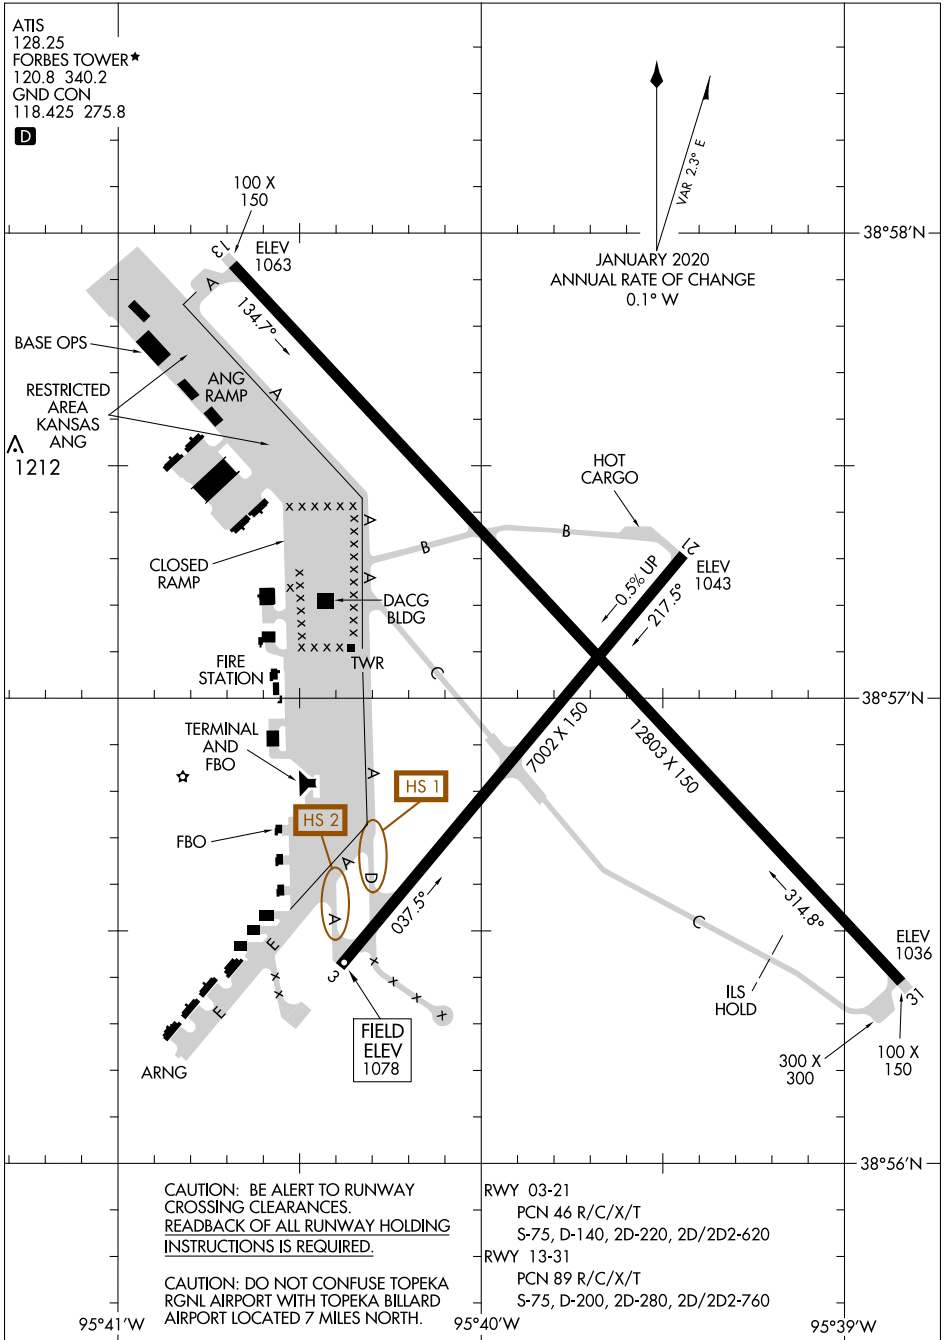 ATIS
128.25
FORBES TOWER★
120.8 340.2
GND CON
118.425 275.8
D
VAR 2.3° E
JANUARY 2020
ANNUAL RATE OF CHANGE
0.1° W
38°58'N
100 X
150
13
ELEV
1063
A
134.7°
BASE OPS
ANG
RAMP
A
RESTRICTED
AREA
KANSAS
ANG
1212
HOT
CARGO
X X X X X X
A
B
B
21
ELEV
1043
CLOSED
RAMP
A
0.5% UP
217.5°
DACG
BLDG
X X X X X
TWR
FIRE
STATION
C
38°57'N
7002 X 150
12803 X 150
TERMINAL
AND
FBO
A
HS 1
HS 2
FBO
A
D
A
037.5°
314.8°
C
ELEV
1036
E
3
X X X X
31
ILS
HOLD
X X
E
FIELD
ELEV
1078
ARNG
300 X
300
100 X
150
38°56'N
CAUTION: BE ALERT TO RUNWAY
CROSSING CLEARANCES.
READBACK OF ALL RUNWAY HOLDING
INSTRUCTIONS IS REQUIRED.
CAUTION: DO NOT CONFUSE TOPEKA
RGNL AIRPORT WITH TOPEKA BILLARD
AIRPORT LOCATED 7 MILES NORTH.
RWY 03-21
PCN 46 R/C/X/T
S-75, D-140, 2D-220, 2D/2D2-620
RWY 13-31
PCN 89 R/C/X/T
S-75, D-200, 2D-280, 2D/2D2-760
95°41'W
95°40'W
95°39'W